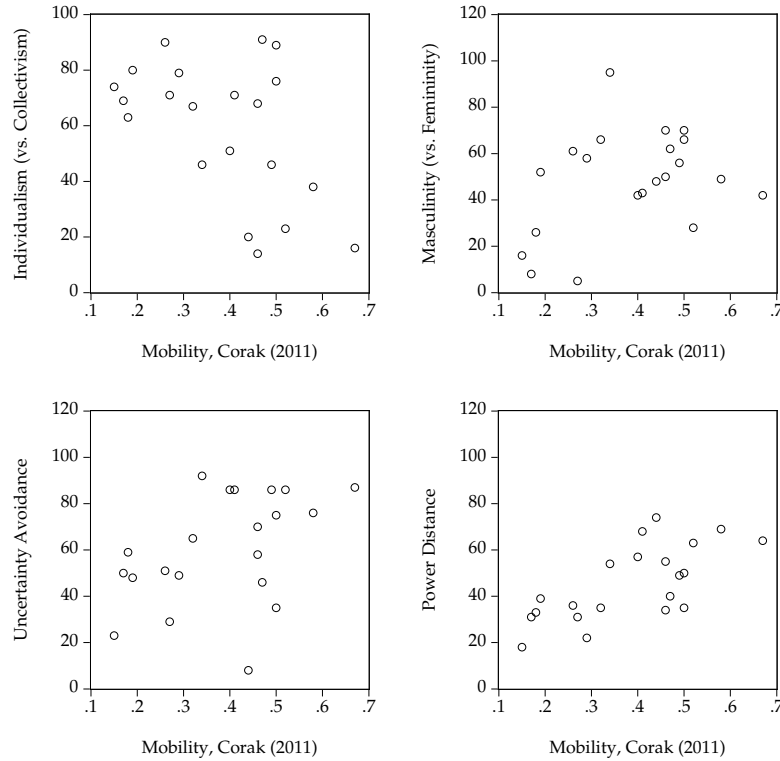 Individualism (vs. Collectivism)
100
80
60
40
20
0
.1 .2 .3 .4 .5 .6 .7
Mobility, Corak (2011)
Masculinity (vs. Femininity)
120
100
80
60
40
20
0
.1 .2 .3 .4 .5 .6 .7
Mobility, Corak (2011)
Uncertainty Avoidance
120
100
80
60
40
20
0
.1 .2 .3 .4 .5 .6 .7
Mobility, Corak (2011)
Power Distance
120
100
80
60
40
20
0
.1 .2 .3 .4 .5 .6 .7
Mobility, Corak (2011)